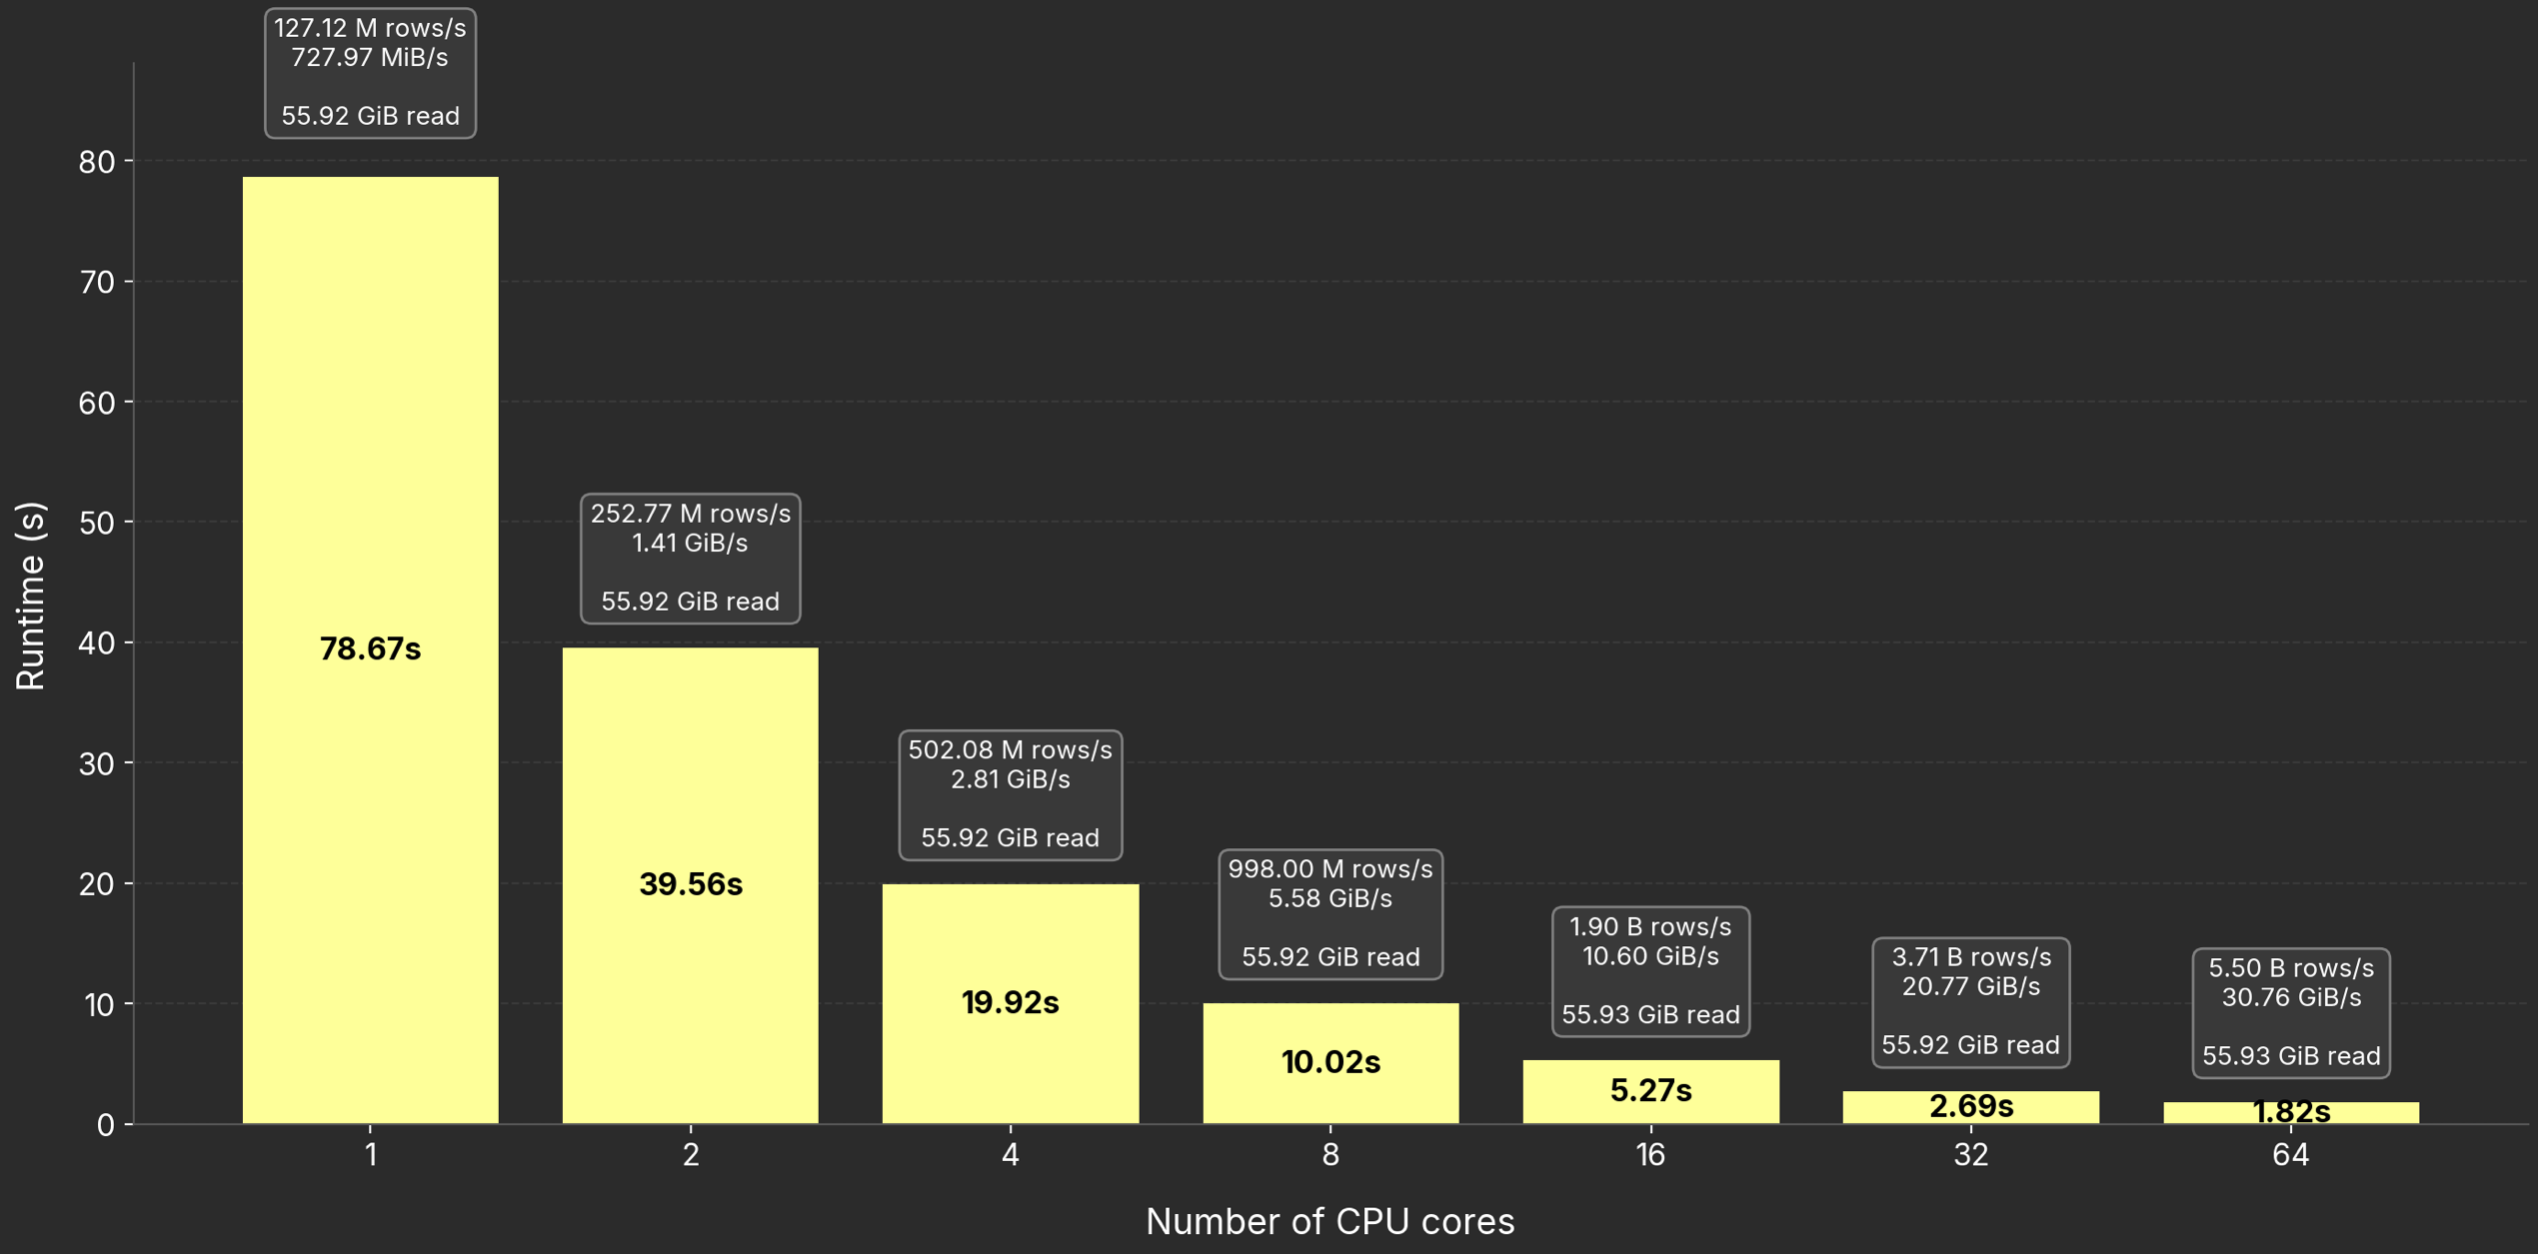 127.12 M rows/s
727.97 MiB/s
55.92 GiB read
80
70
60
50
40
30
20
10
0
Runtime (s)
78.67s
252.77 M rows/s
1.41 GiB/s
55.92 GiB read
39.56s
502.08 M rows/s
2.81 GiB/s
55.92 GiB read
19.92s
998.00 M rows/s
5.58 GiB/s
55.92 GiB read
10.02s
1.90 B rows/s
10.60 GiB/s
55.93 GiB read
5.27s
3.71 B rows/s
20.77 GiB/s
55.92 GiB read
2.69s
5.50 B rows/s
30.76 GiB/s
55.93 GiB read
1.82s
1
2
4
8
16
32
64
Number of CPU cores